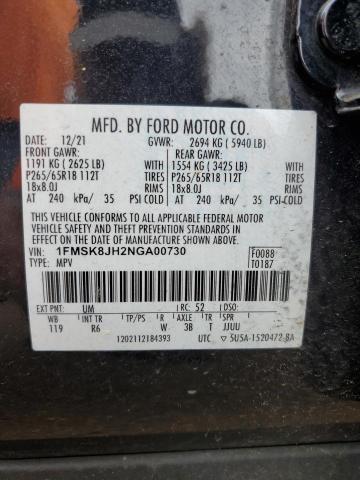 MFD. BY FORD MOTOR CO.
DATE: 12/21 GVWR: 2694 KG ( 5940 LB)
FRONT GAWR: REAR GAWR:
1191 KG ( 2625 LB) 1554 KG ( 3425 LB)
P265/65R18 112T TIRES P265/65R18 112T
18x8.0J RIMS 18x8.0J RIMS
AT 240 kPa/ 35 PSI COLD AT 240 kPa/ 35 PSI COLD
THIS VEHICLE CONFORMS TO ALL APPLICABLE FEDERAL MOTOR
VEHICLE SAFETY AND THEFT PREVENTION STANDARDS IN EFFECT ON
THE DATE OF MANUFACTURE SHOWN ABOVE.
VIN: 1FMSK8JH2NGA00730 F0088
TYPE: MPV T0187
EXT PNT: UM RC: 52 DSO:
WB INT TR TP/PS R AXLE TR SPR
119 R6 W 3B T JJUU
1202112184393 UTC 5U5A-1520472-BA